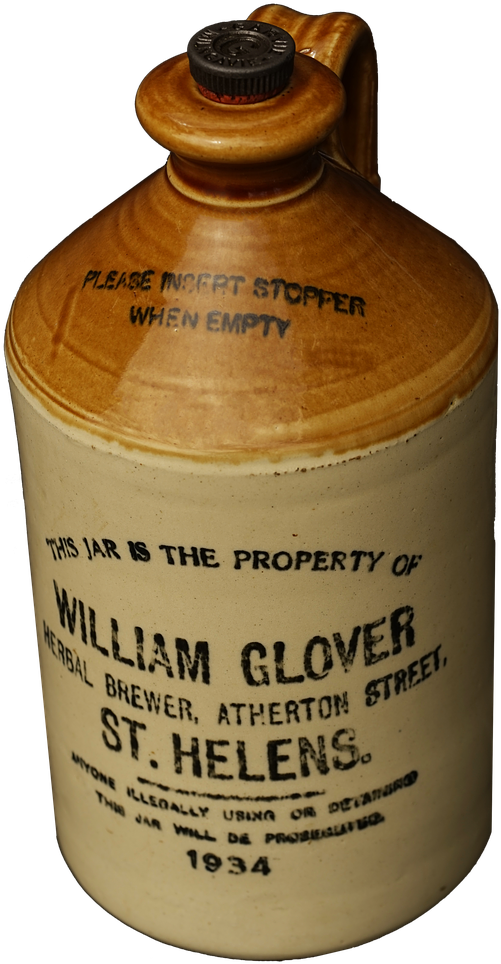 PLEASE INSERT STOPPER
WHEN EMPTY
THIS JAR IS THE PROPERTY OF
WILLIAM GLOVER
HERBAL BREWER, ATHERTON STREET,
ST. HELENS.
ANYONE ILLEGALLY USING OR DETAINING
THIS JAR WILL BE PROSECUTED.
1934